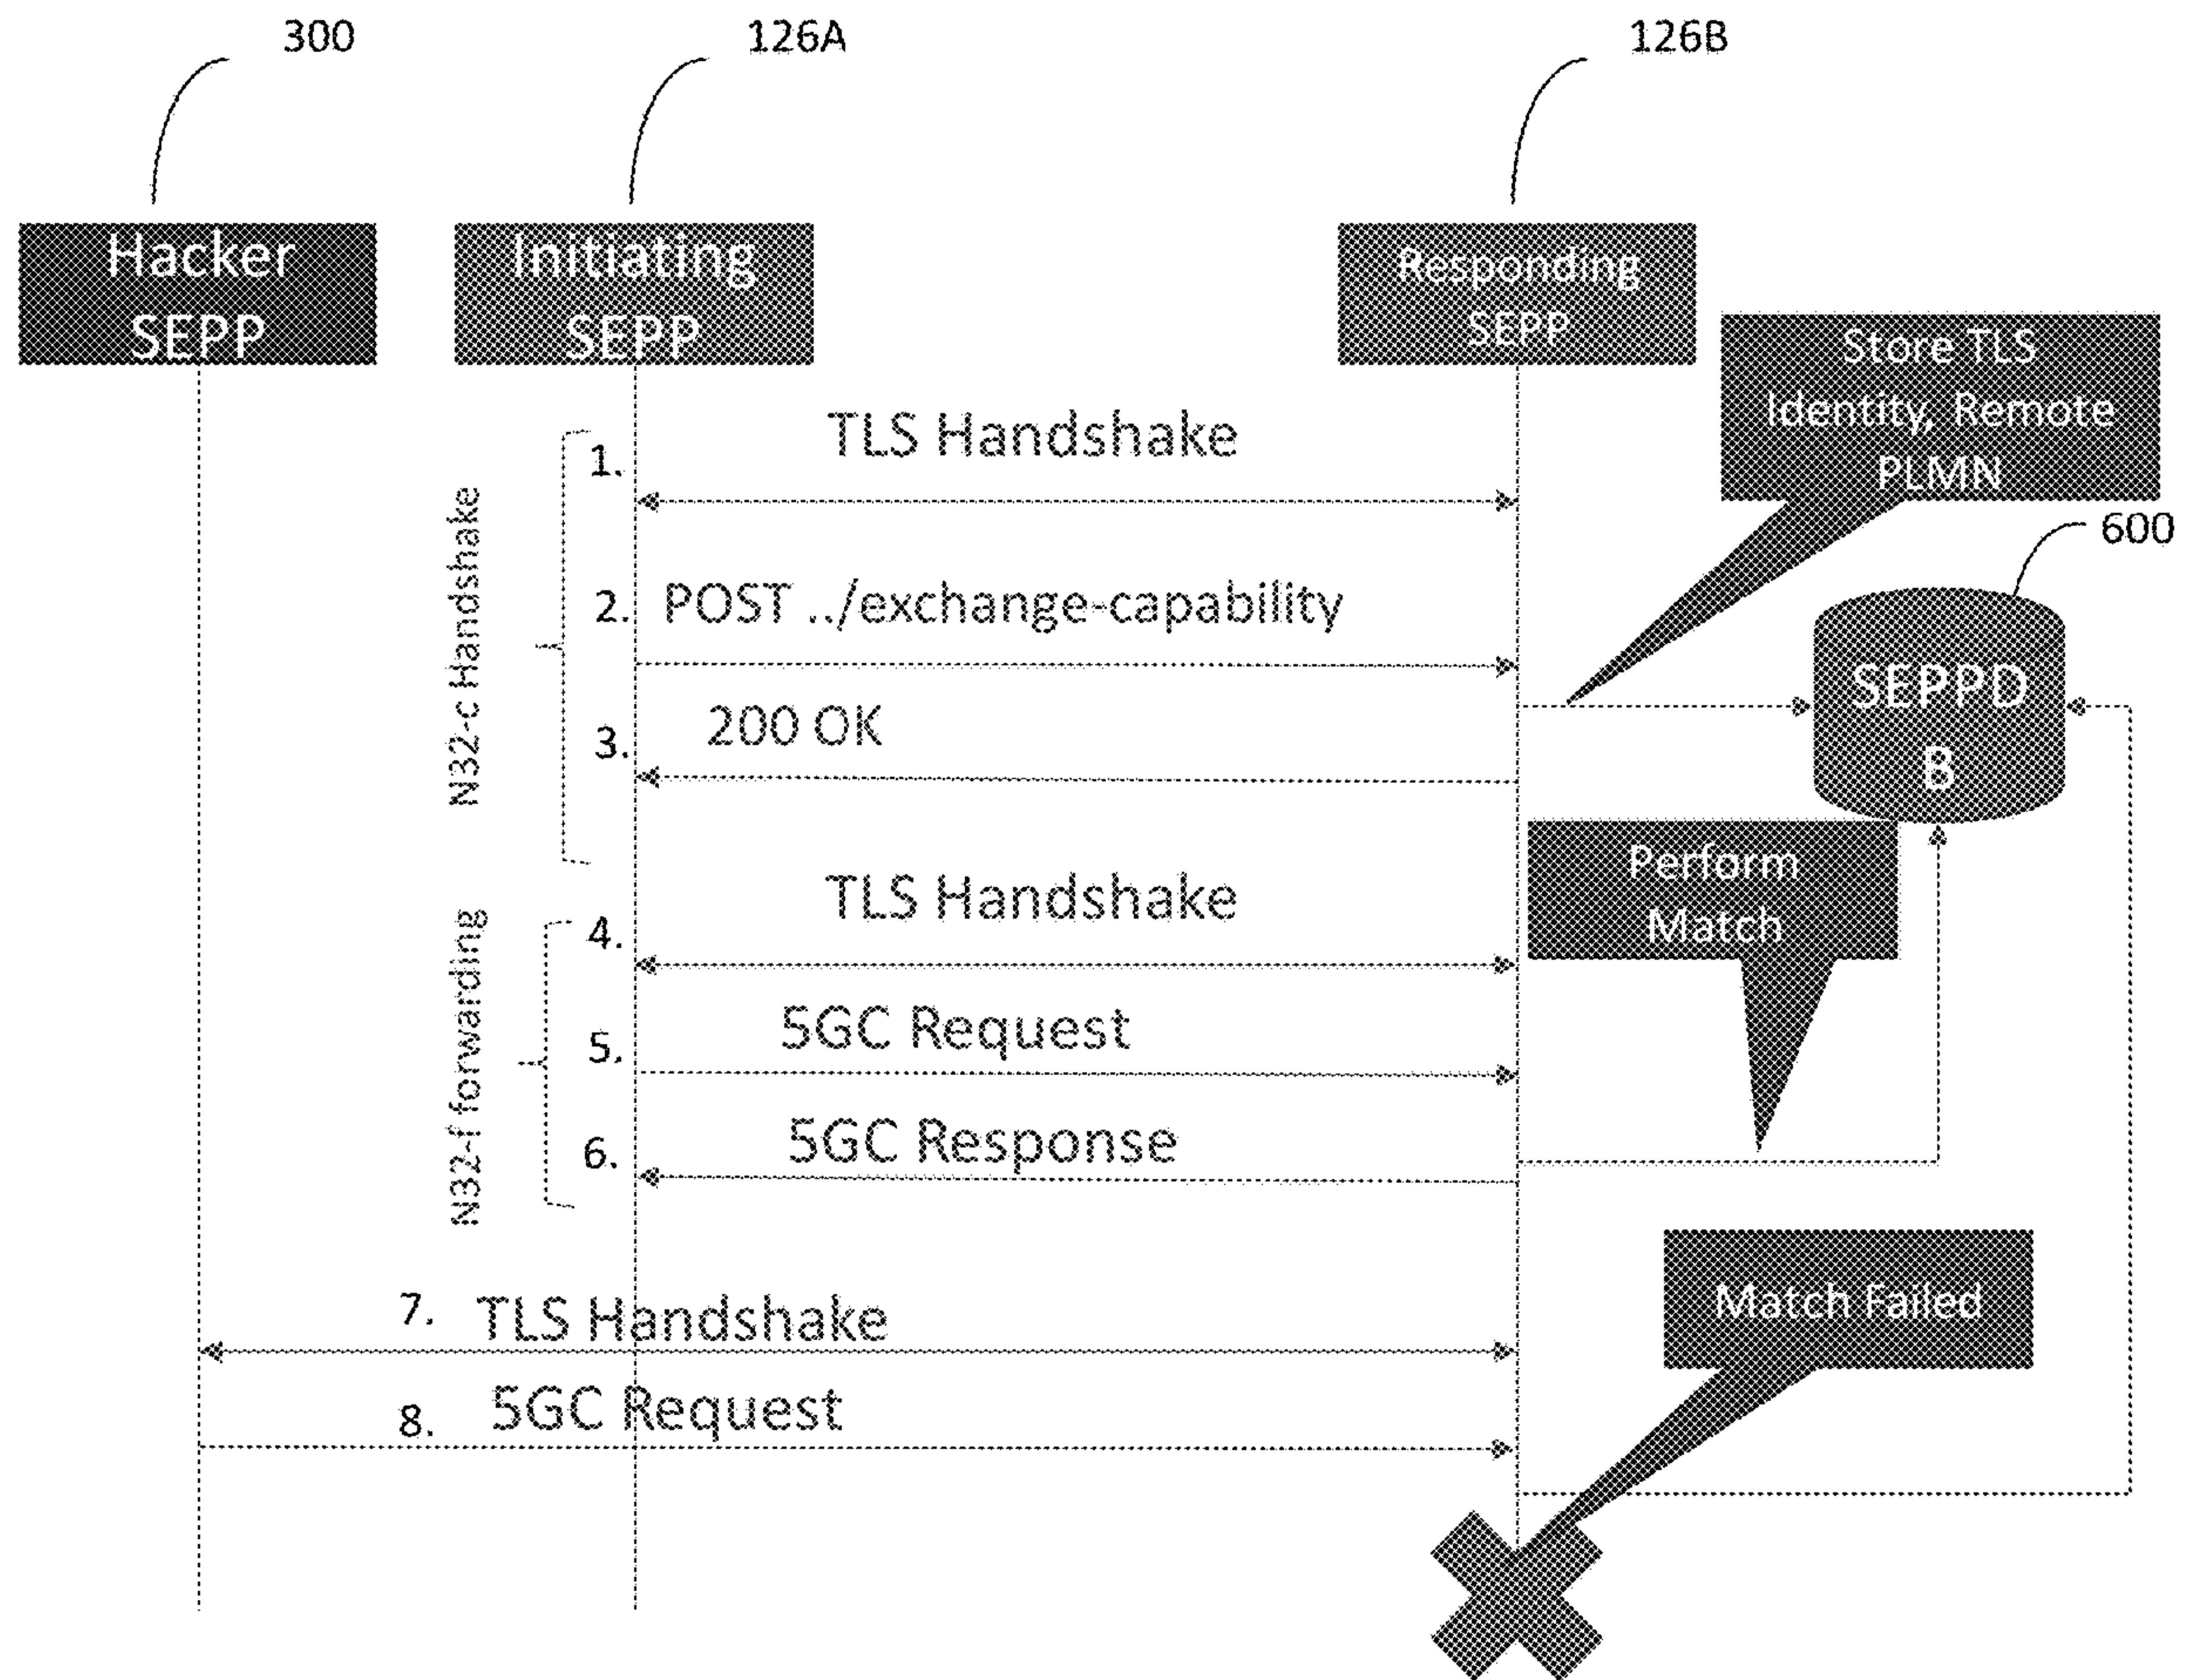 300
126A
126B
Hacker
SEPP
Initiating
SEPP
Responding
SEPP
Store TLS
Identity, Remote
PLMN
600
SEPPD
B
N32-c Handshake
1. TLS Handshake
2. POST ../exchange-capability
3. 200 OK
Perform
Match
N32-f forwarding
4. TLS Handshake
5. 5GC Request
6. 5GC Response
Match Failed
7. TLS Handshake
8. 5GC Request